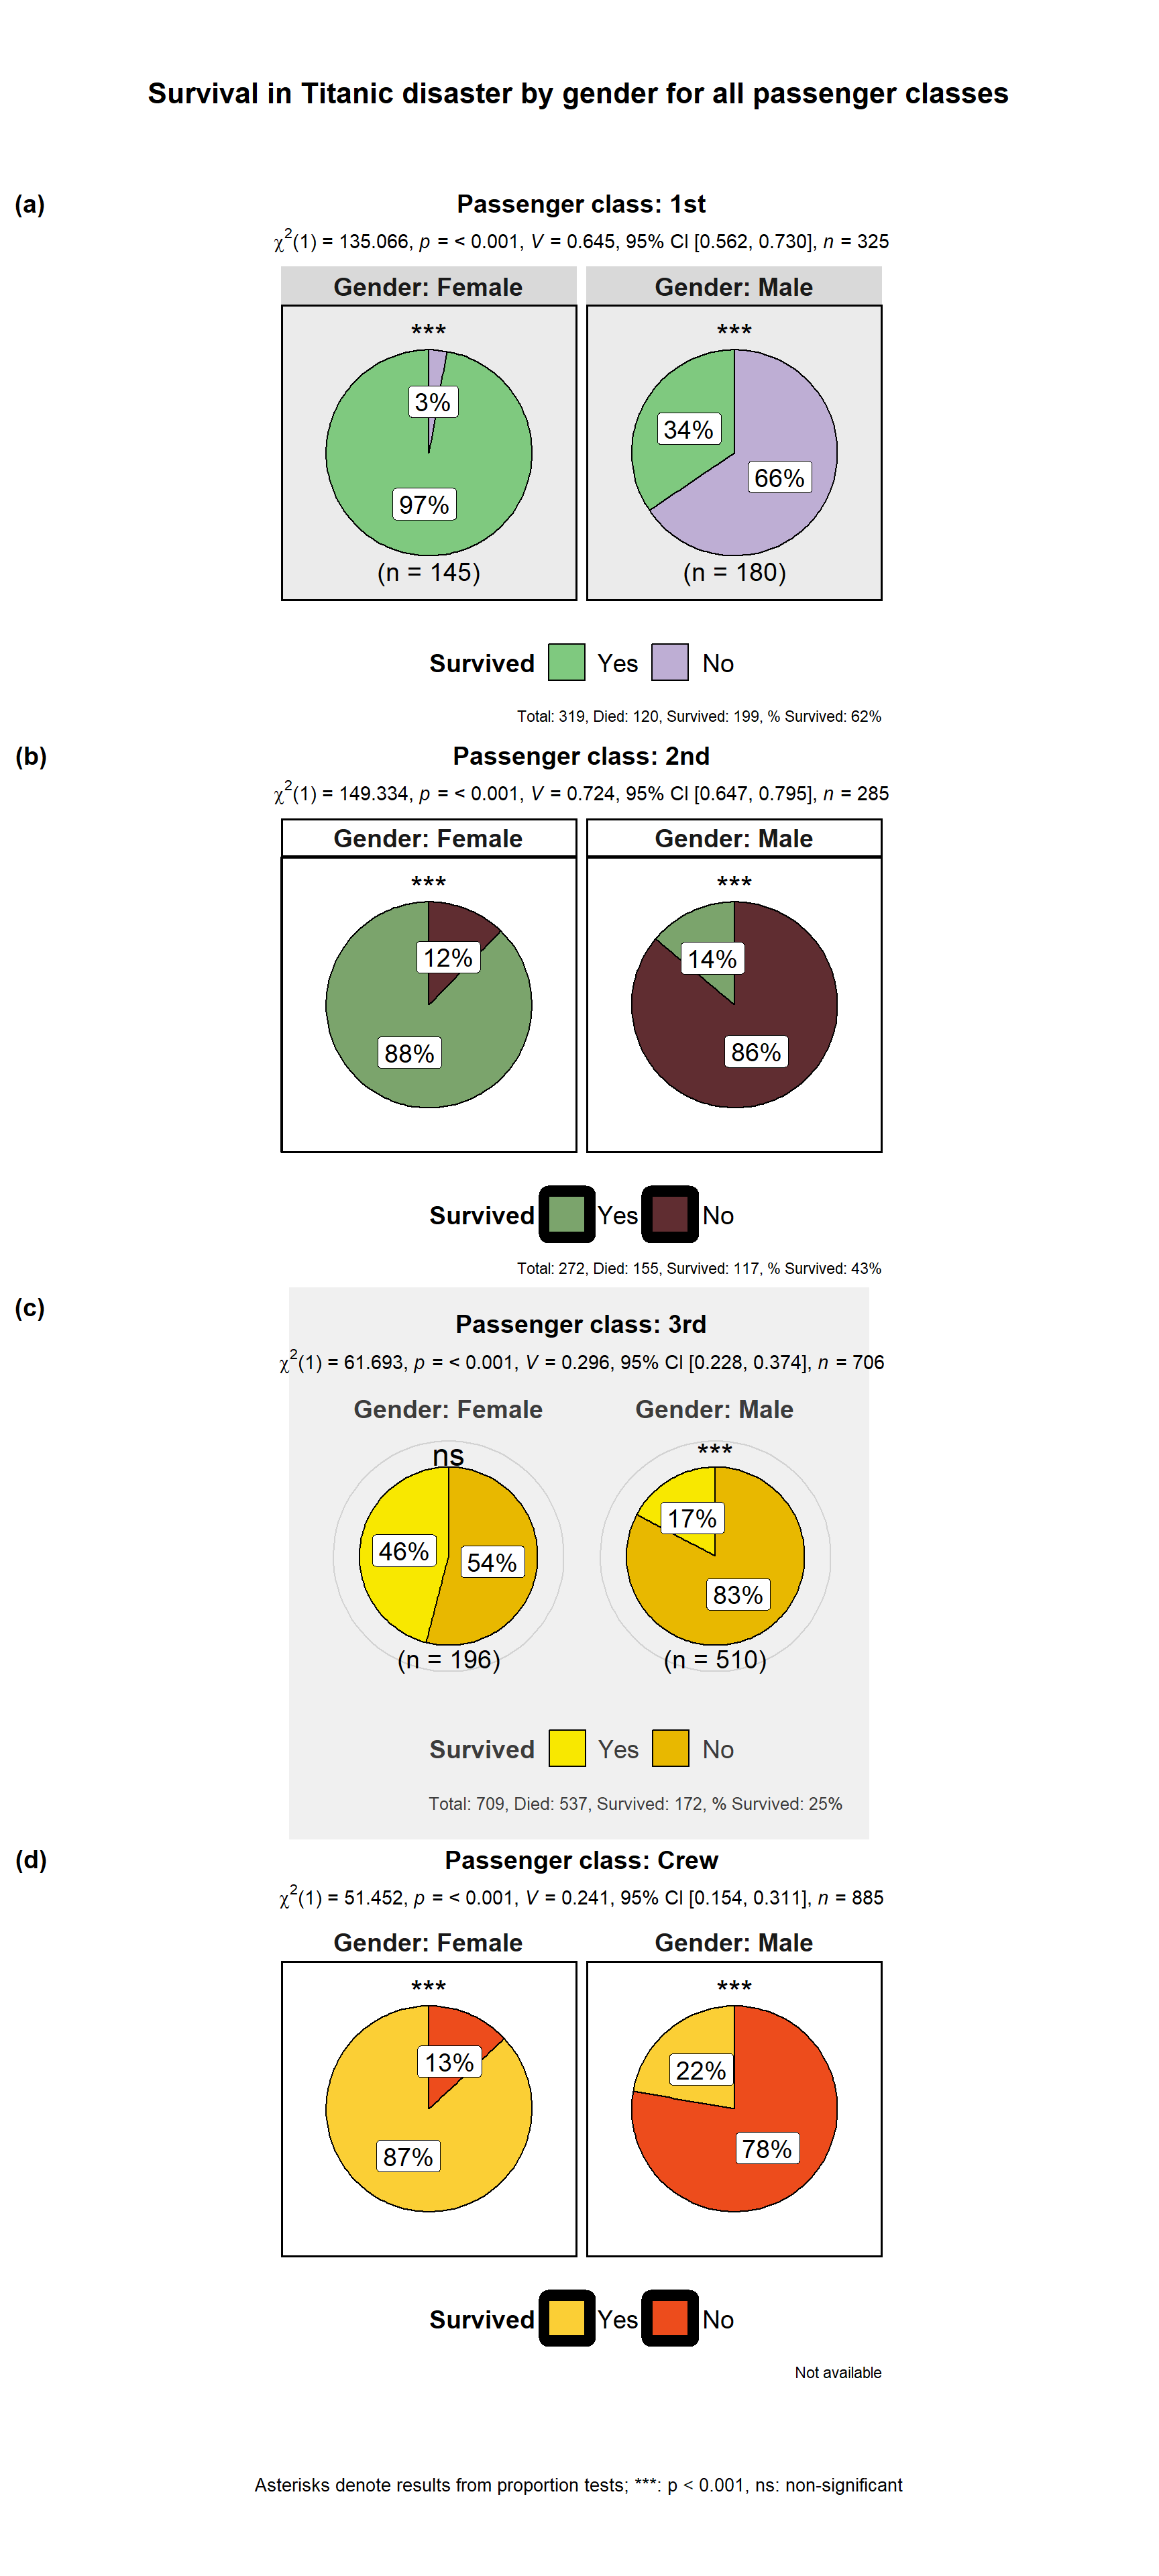 Survival in Titanic disaster by gender for all passenger classes
(a)
Passenger class: 1st
χ²(1) = 135.066, p = < 0.001, V = 0.645, 95% CI [0.562, 0.730], n = 325
Gender: Female Gender: Male
*** ***
3%
34%
66%
97%
(n = 145) (n = 180)
Survived Yes No
Total: 319, Died: 120, Survived: 199, % Survived: 62%
(b)
Passenger class: 2nd
χ²(1) = 149.334, p = < 0.001, V = 0.724, 95% CI [0.647, 0.795], n = 285
Gender: Female Gender: Male
*** ***
12% 14%
88% 86%
Survived Yes No
Total: 272, Died: 155, Survived: 117, % Survived: 43%
(c)
Passenger class: 3rd
χ²(1) = 61.693, p = < 0.001, V = 0.296, 95% CI [0.228, 0.374], n = 706
Gender: Female Gender: Male
ns ***
17%
46% 54%
83%
(n = 196) (n = 510)
Survived Yes No
Total: 709, Died: 537, Survived: 172, % Survived: 25%
(d)
Passenger class: Crew
χ²(1) = 51.452, p = < 0.001, V = 0.241, 95% CI [0.154, 0.311], n = 885
Gender: Female Gender: Male
*** ***
13% 22%
87% 78%
Survived Yes No
Not available
Asterisks denote results from proportion tests; ***: p < 0.001, ns: non-significant